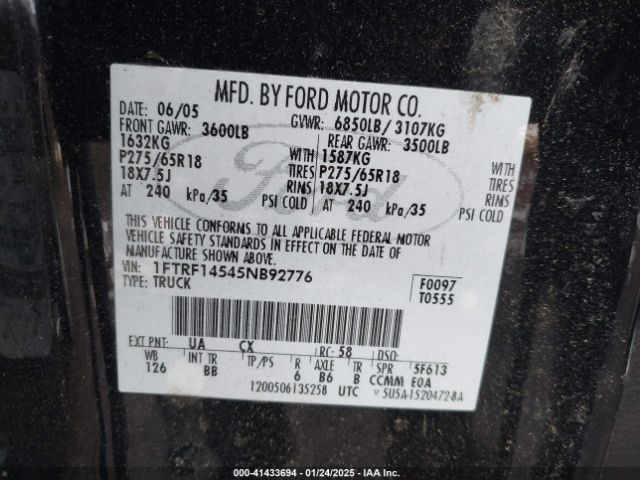 MFD. BY FORD MOTOR CO.
DATE: 06/05 GVWR: 6850LB / 3107KG
FRONT GAWR: 3600LB REAR GAWR: 3500LB
1632KG WITH 1587KG WITH
P275/65R18 TIRES P275/65R18 TIRES
18X7.5J RIMS 18X7.5J RIMS
AT 240 kPa/35 PSI COLD AT 240 kPa/35 PSI COLD
THIS VEHICLE CONFORMS TO ALL APPLICABLE FEDERAL MOTOR
VEHICLE SAFETY STANDARDS IN EFFECT ON THE DATE OF
MANUFACTURE SHOWN ABOVE.
VIN: 1FTRF14545NB92776 F0097
TYPE: TRUCK T0555
EXT PNT: UA CX RC: 58 DSO:
WB INT TR TP/PS R AXLE TR SPR 5F613
126 BB 6 B6 B CCMM E0A
1200506135258 UTC 5U5A-1520472-BA
Ford
000-41433694 - 01/24/2025 - IAA Inc.